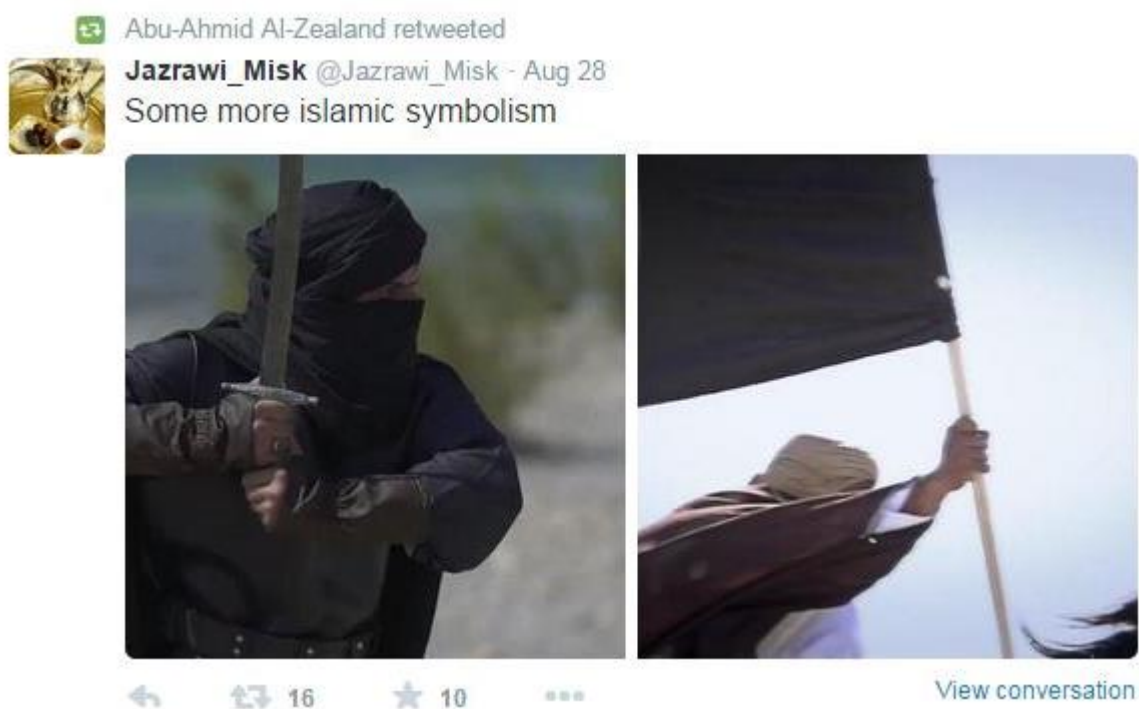 Abu-Ahmid Al-Zealand retweeted
Jazrawi_Misk @Jazrawi_Misk · Aug 28
Some more islamic symbolism
16 10 View conversation